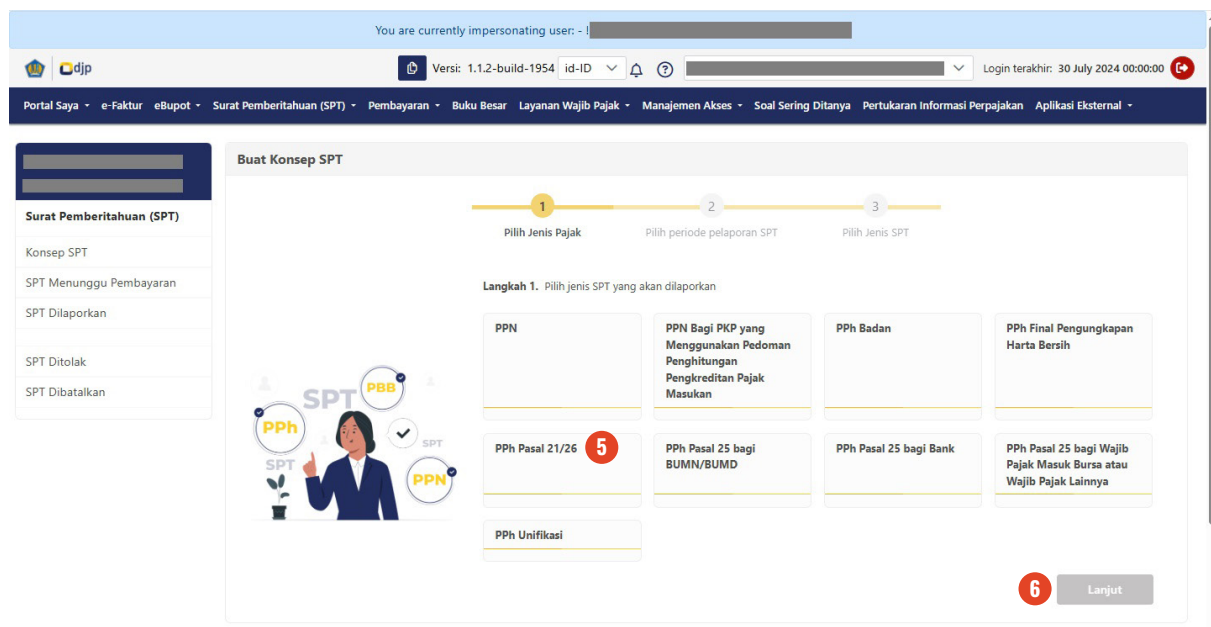 You are currently impersonating user: - !
djp
Versi: 1.1.2-build-1954 id-ID
Login terakhir: 30 July 2024 00:00:00
Portal Saya e-Faktur eBupot Surat Pemberitahuan (SPT) Pembayaran Buku Besar Layanan Wajib Pajak Manajemen Akses Soal Sering Ditanya Pertukaran Informasi Perpajakan Aplikasi Eksternal
Surat Pemberitahuan (SPT)
Konsep SPT
SPT Menunggu Pembayaran
SPT Dilaporkan
SPT Ditolak
SPT Dibatalkan
Buat Konsep SPT
1
2
3
Pilih Jenis Pajak
Pilih periode pelaporan SPT
Pilih Jenis SPT
Langkah 1. Pilih jenis SPT yang akan dilaporkan
SPT
PBB
PPh
SPT
SPT
PPN
PPN
PPN Bagi PKP yang
Menggunakan Pedoman
Penghitungan
Pengkreditan Pajak
Masukan
PPh Badan
PPh Final Pengungkapan
Harta Bersih
PPh Pasal 21/26
5
PPh Pasal 25 bagi
BUMN/BUMD
PPh Pasal 25 bagi Bank
PPh Pasal 25 bagi Wajib
Pajak Masuk Bursa atau
Wajib Pajak Lainnya
PPh Unifikasi
6
Lanjut